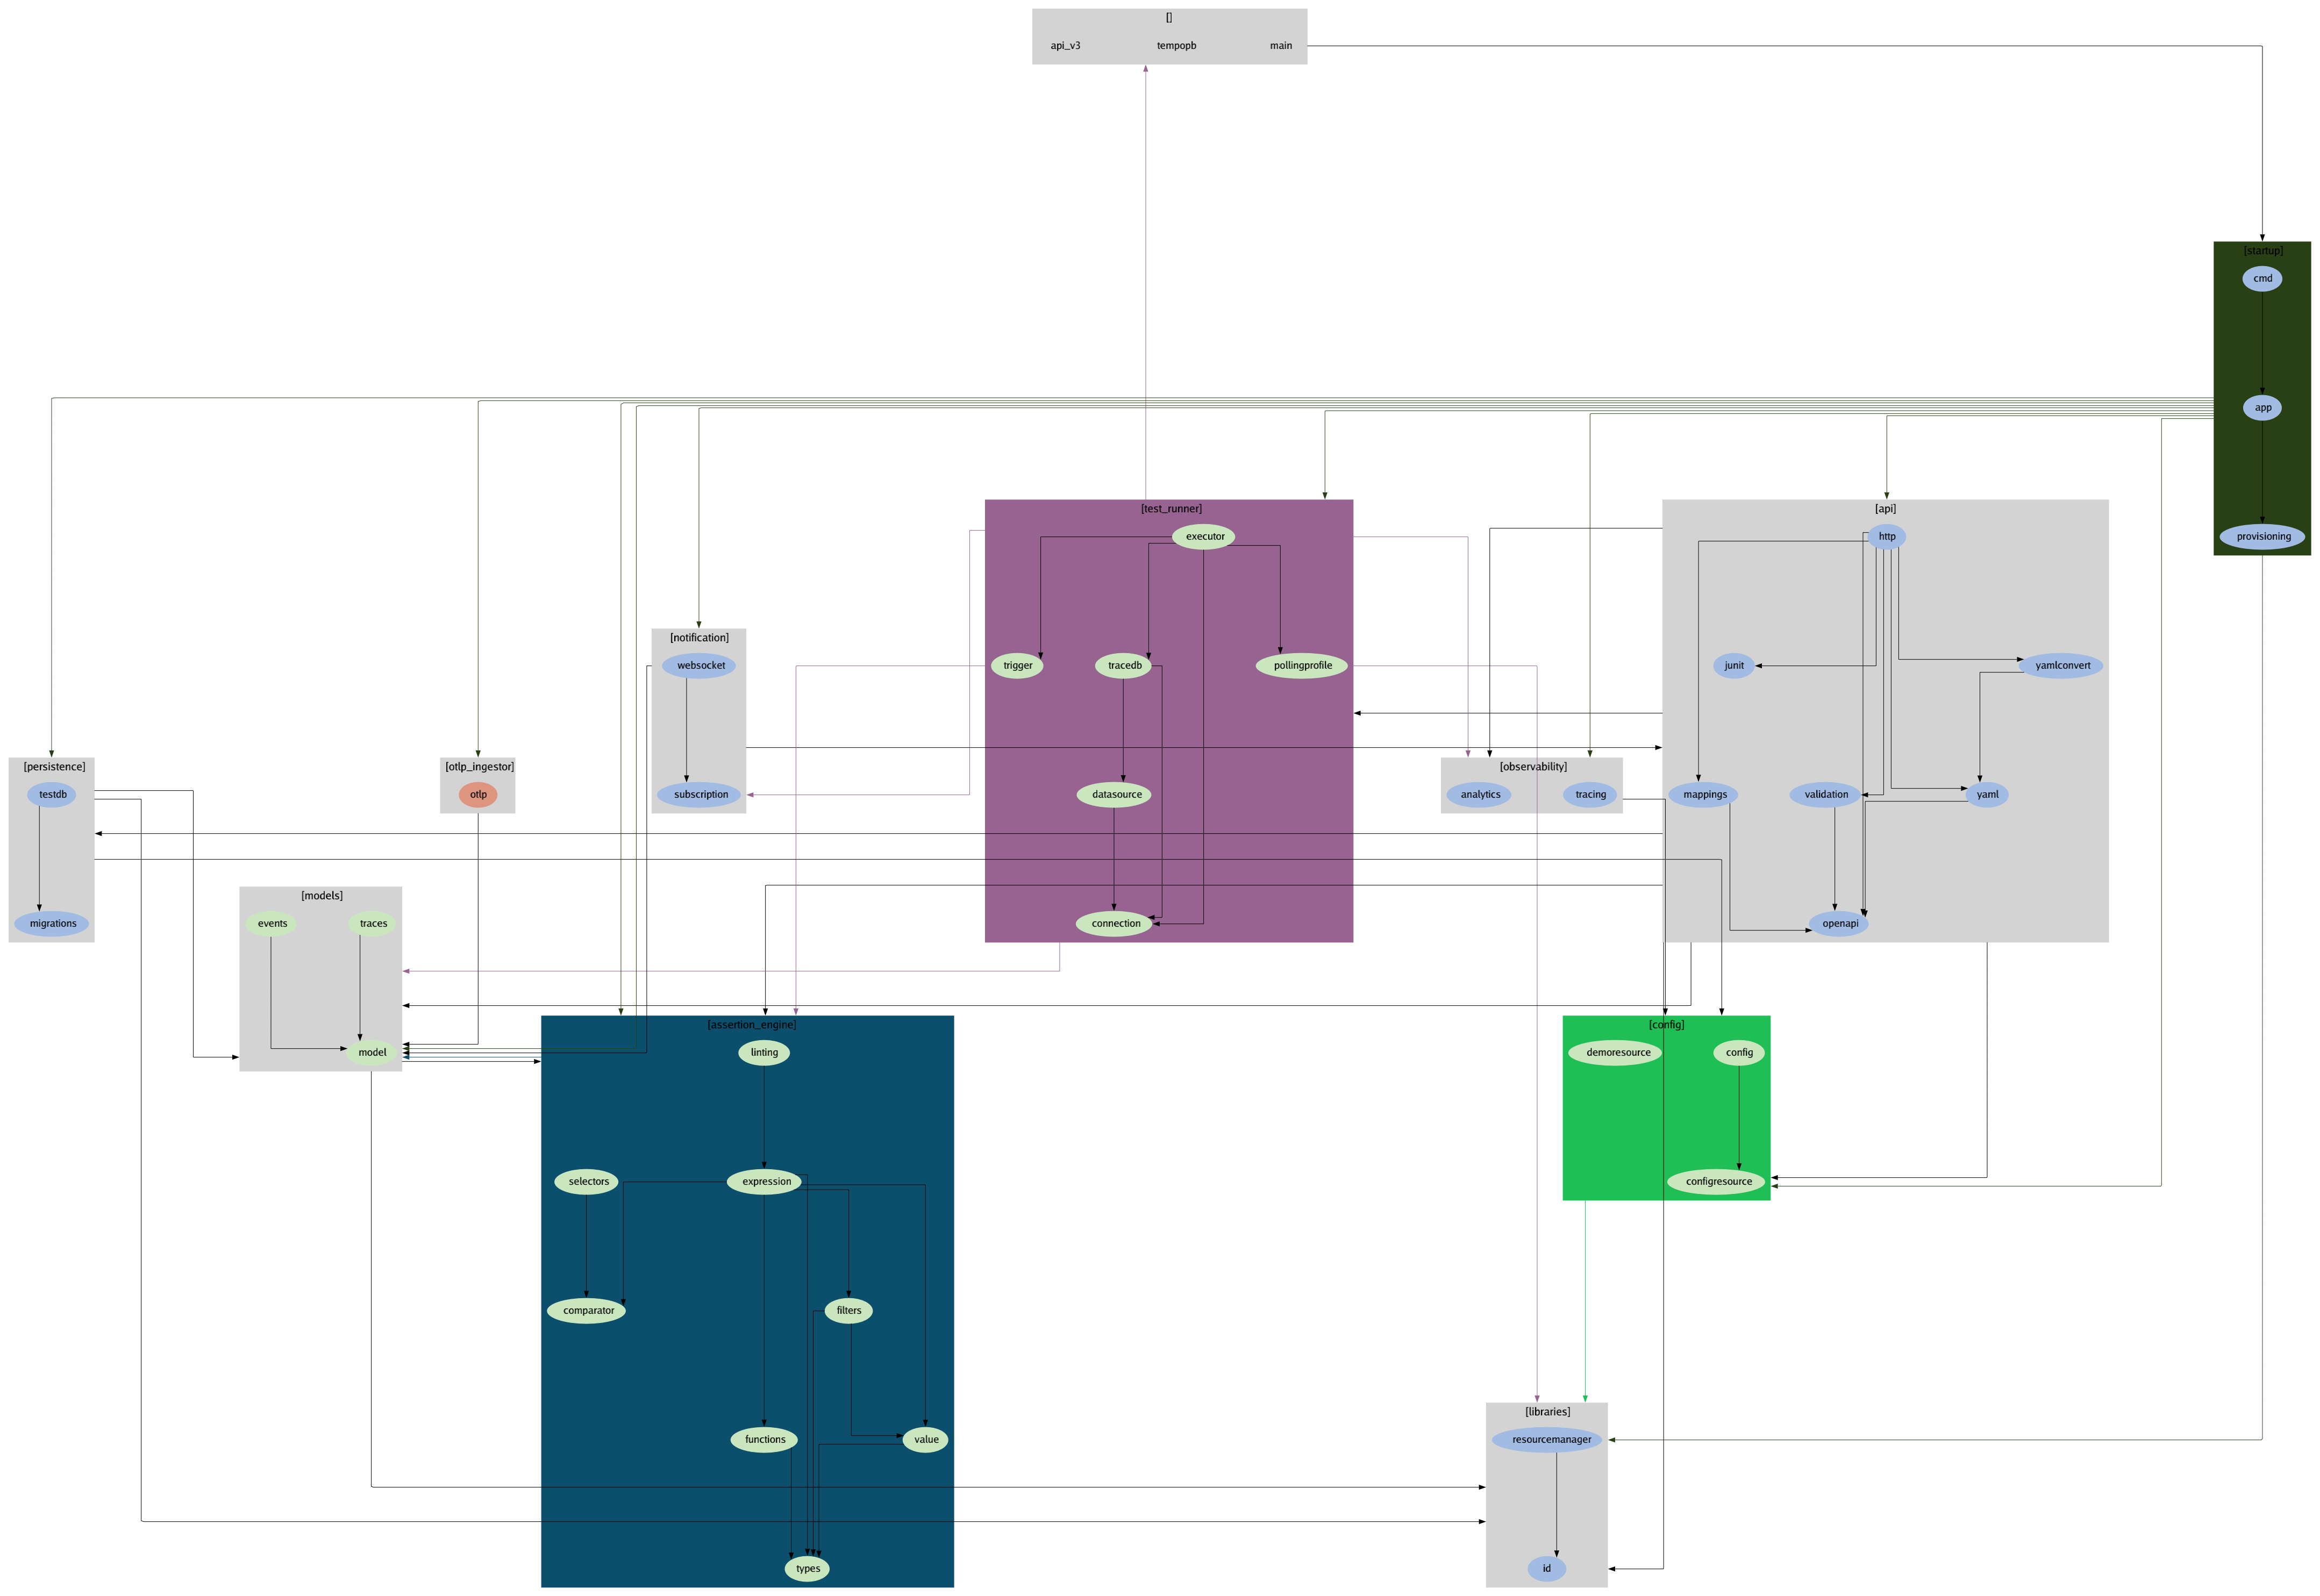 []
api_v3
tempopb
main
[startup]
cmd
app
provisioning
[test_runner]
executor
trigger
tracedb
pollingprofile
datasource
connection
[api]
http
junit
yamlconvert
mappings
validation
yaml
openapi
[notification]
websocket
subscription
[persistence]
testdb
migrations
[otlp_ingestor]
otlp
[observability]
analytics
tracing
[models]
events
traces
model
[assertion_engine]
linting
selectors
expression
comparator
filters
functions
value
types
[config]
demoresource
config
configresource
[libraries]
resourcemanager
id